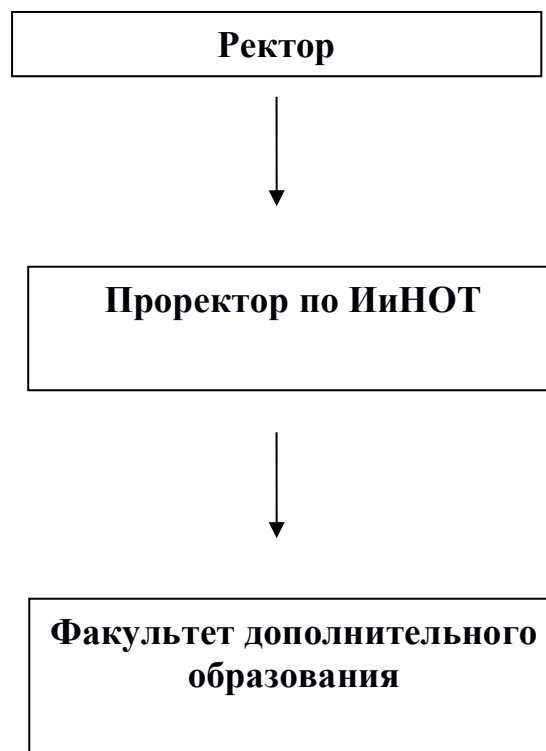 Ректор
Проректор по ИиНОТ
Факультет дополнительного
образования